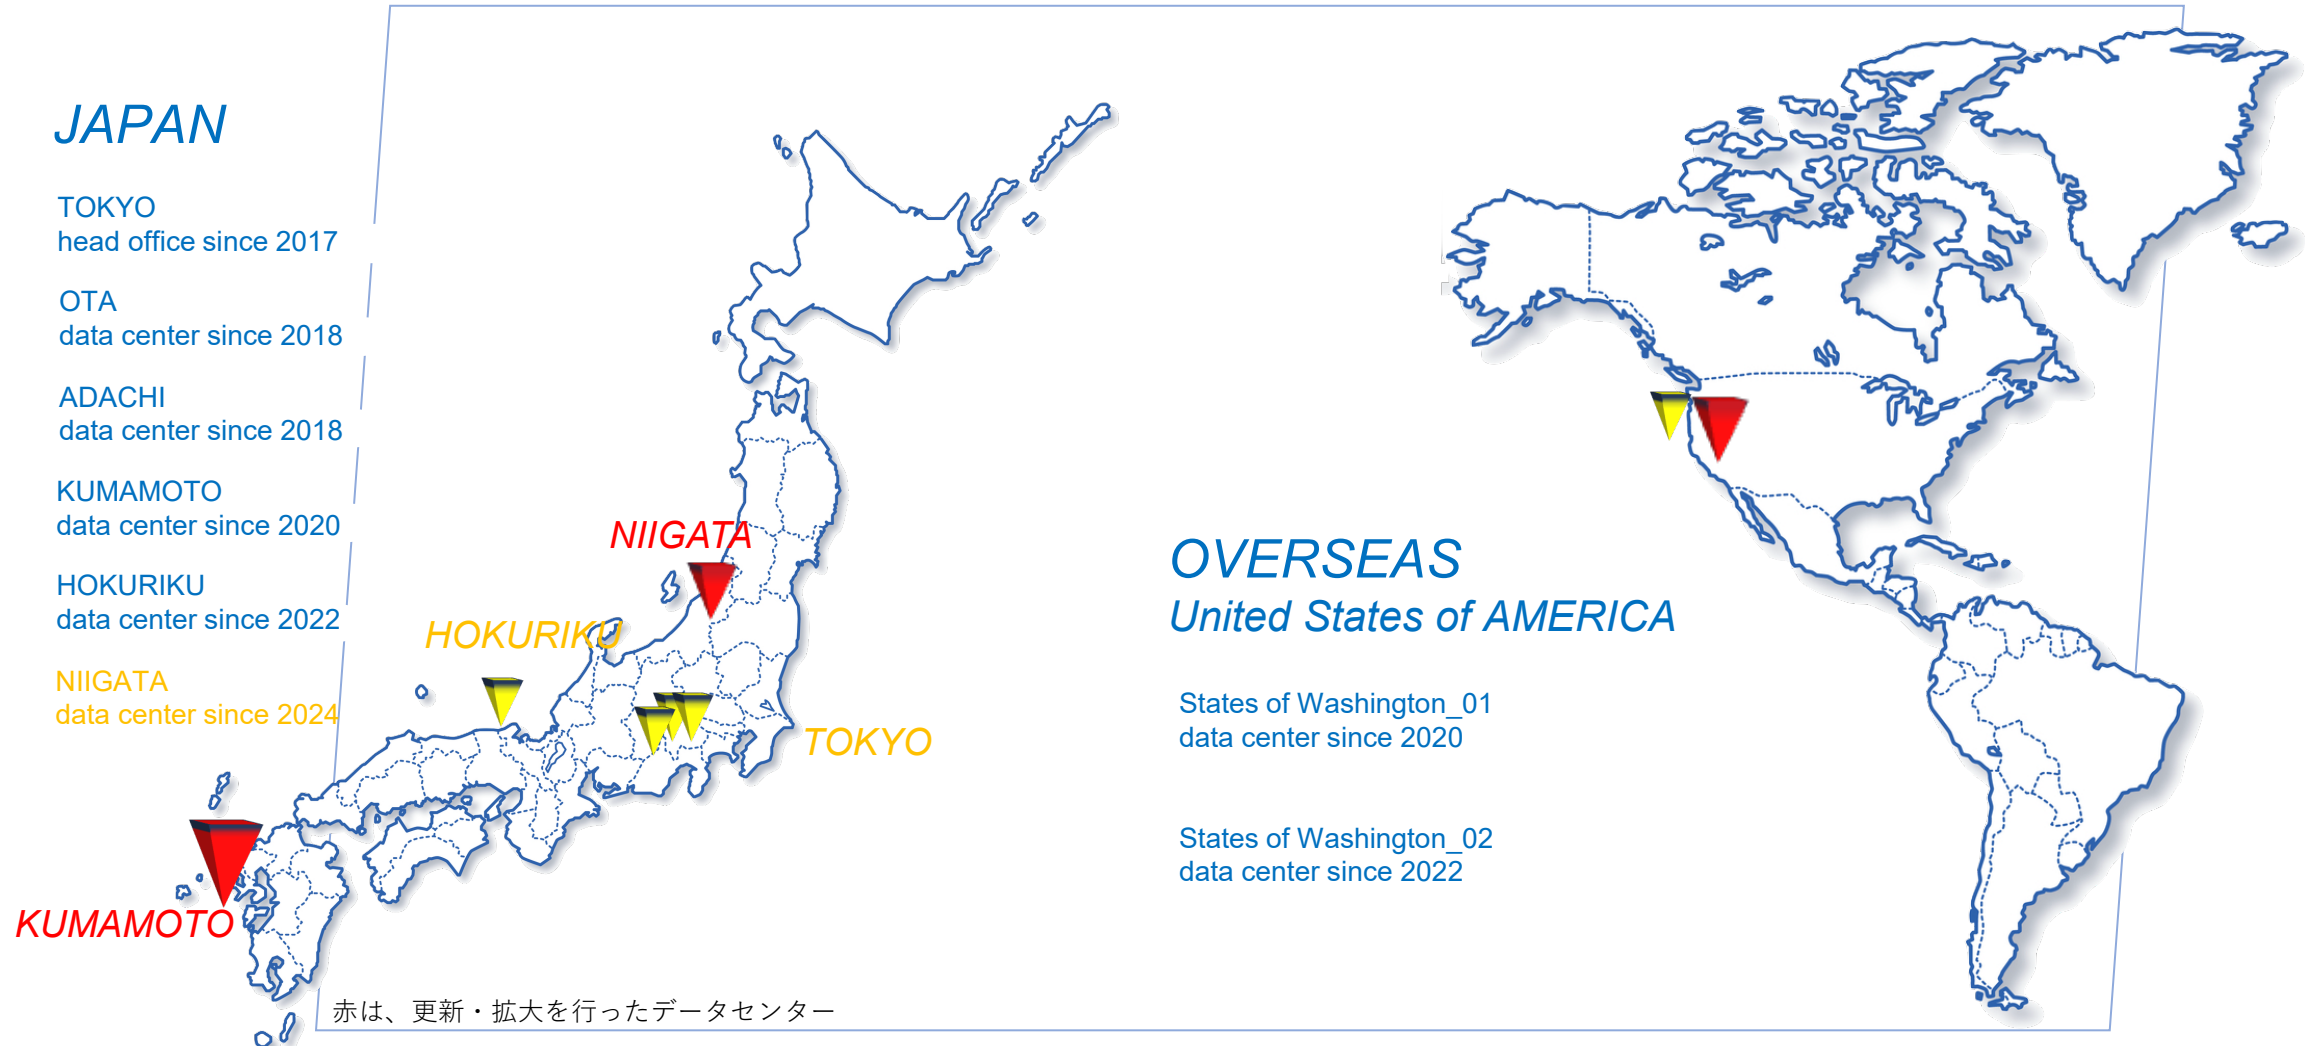 JAPAN
TOKYO
head office since 2017
OTA
data center since 2018
ADACHI
data center since 2018
KUMAMOTO
data center since 2020
HOKURIKU
data center since 2022
NIIGATA
data center since 2024
NIIGATA
HOKURIKU
TOKYO
KUMAMOTO
赤は、更新・拡大を行ったデータセンター
OVERSEAS
United States of AMERICA
States of Washington_01
data center since 2020
States of Washington_02
data center since 2022